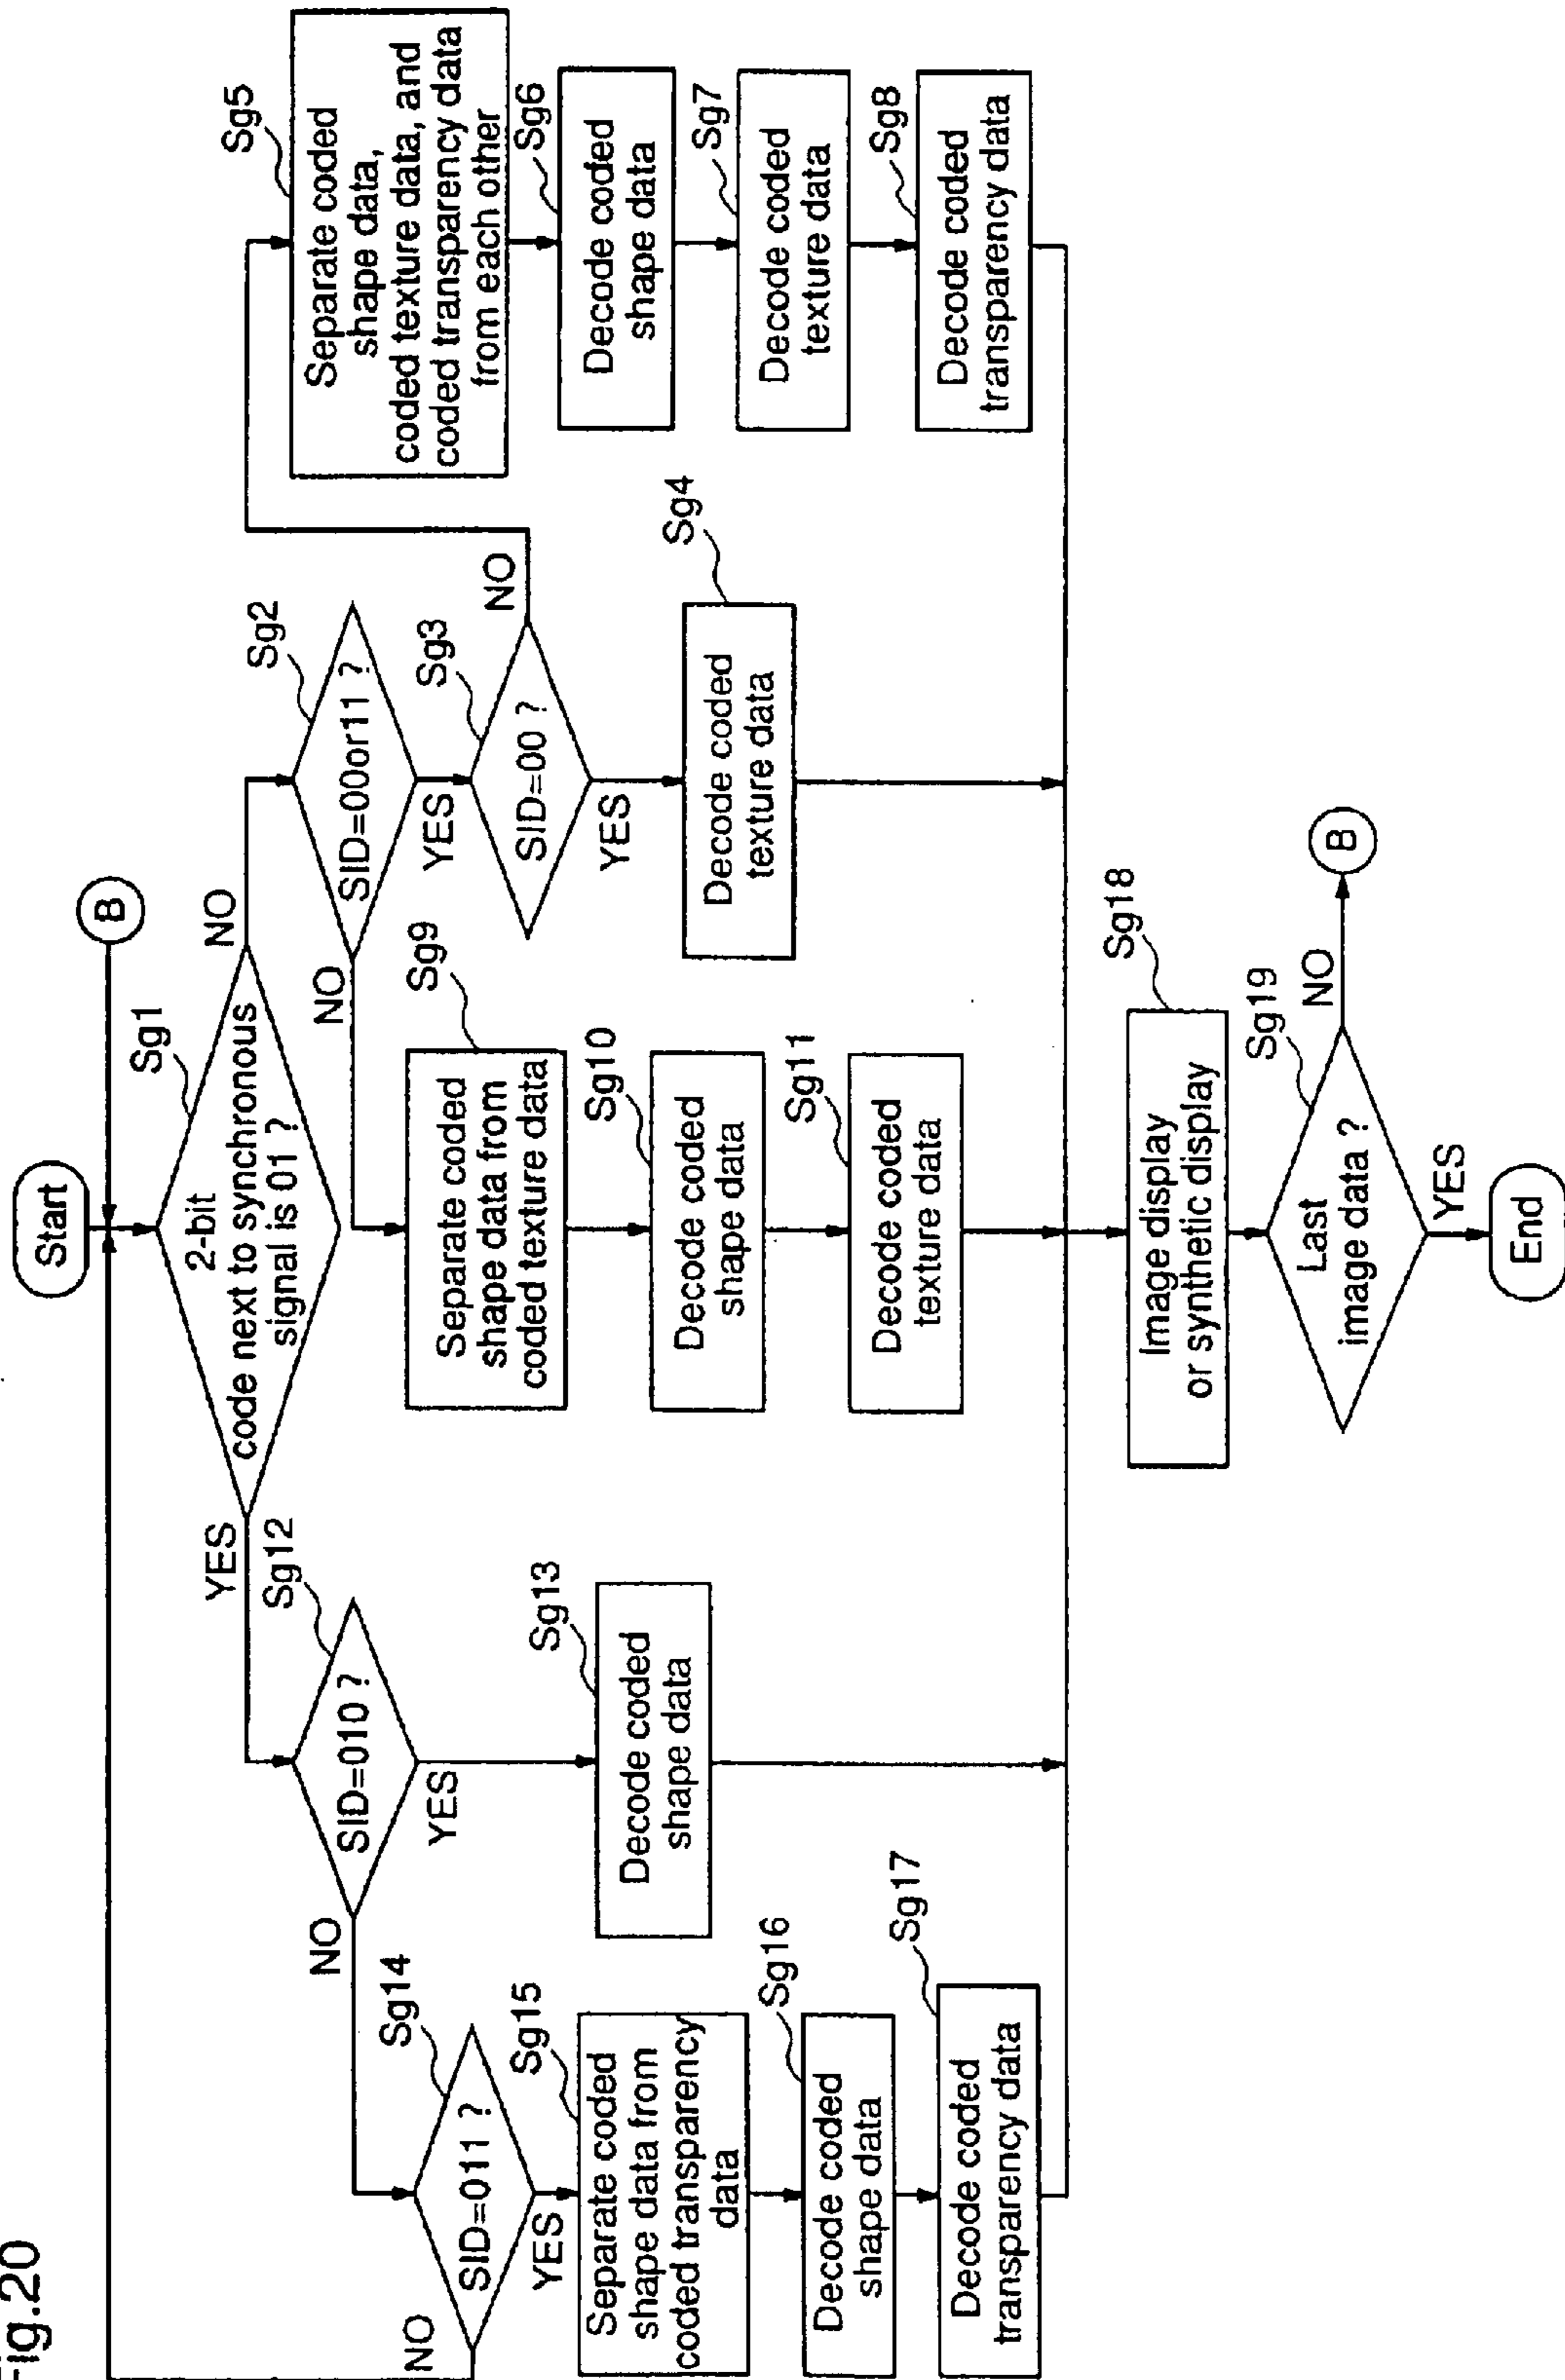 Fig.20
Start
B
Sg1
2-bit
code next to synchronous
signal is 01 ?
YES
NO
Sg12
SID=010 ?
NO
YES
Sg2
SID=00or11 ?
NO
YES
Sg14
SID=011 ?
NO
YES
Sg13
Decode coded
shape data
Sg9
Separate coded
shape data from
coded texture data
Sg3
SID=00 ?
NO
YES
Sg5
Separate coded
shape data,
coded texture data, and
coded transparency data
from each other
Sg15
Separate coded
shape data from
coded transparency
data
Sg10
Decode coded
shape data
Sg4
Decode coded
texture data
Sg6
Decode coded
shape data
Sg16
Decode coded
shape data
Sg11
Decode coded
texture data
Sg7
Decode coded
texture data
Sg17
Decode coded
transparency data
Sg8
Decode coded
transparency data
Sg18
Image display
or synthetic display
Sg19
Last
image data ?
NO
B
YES
End